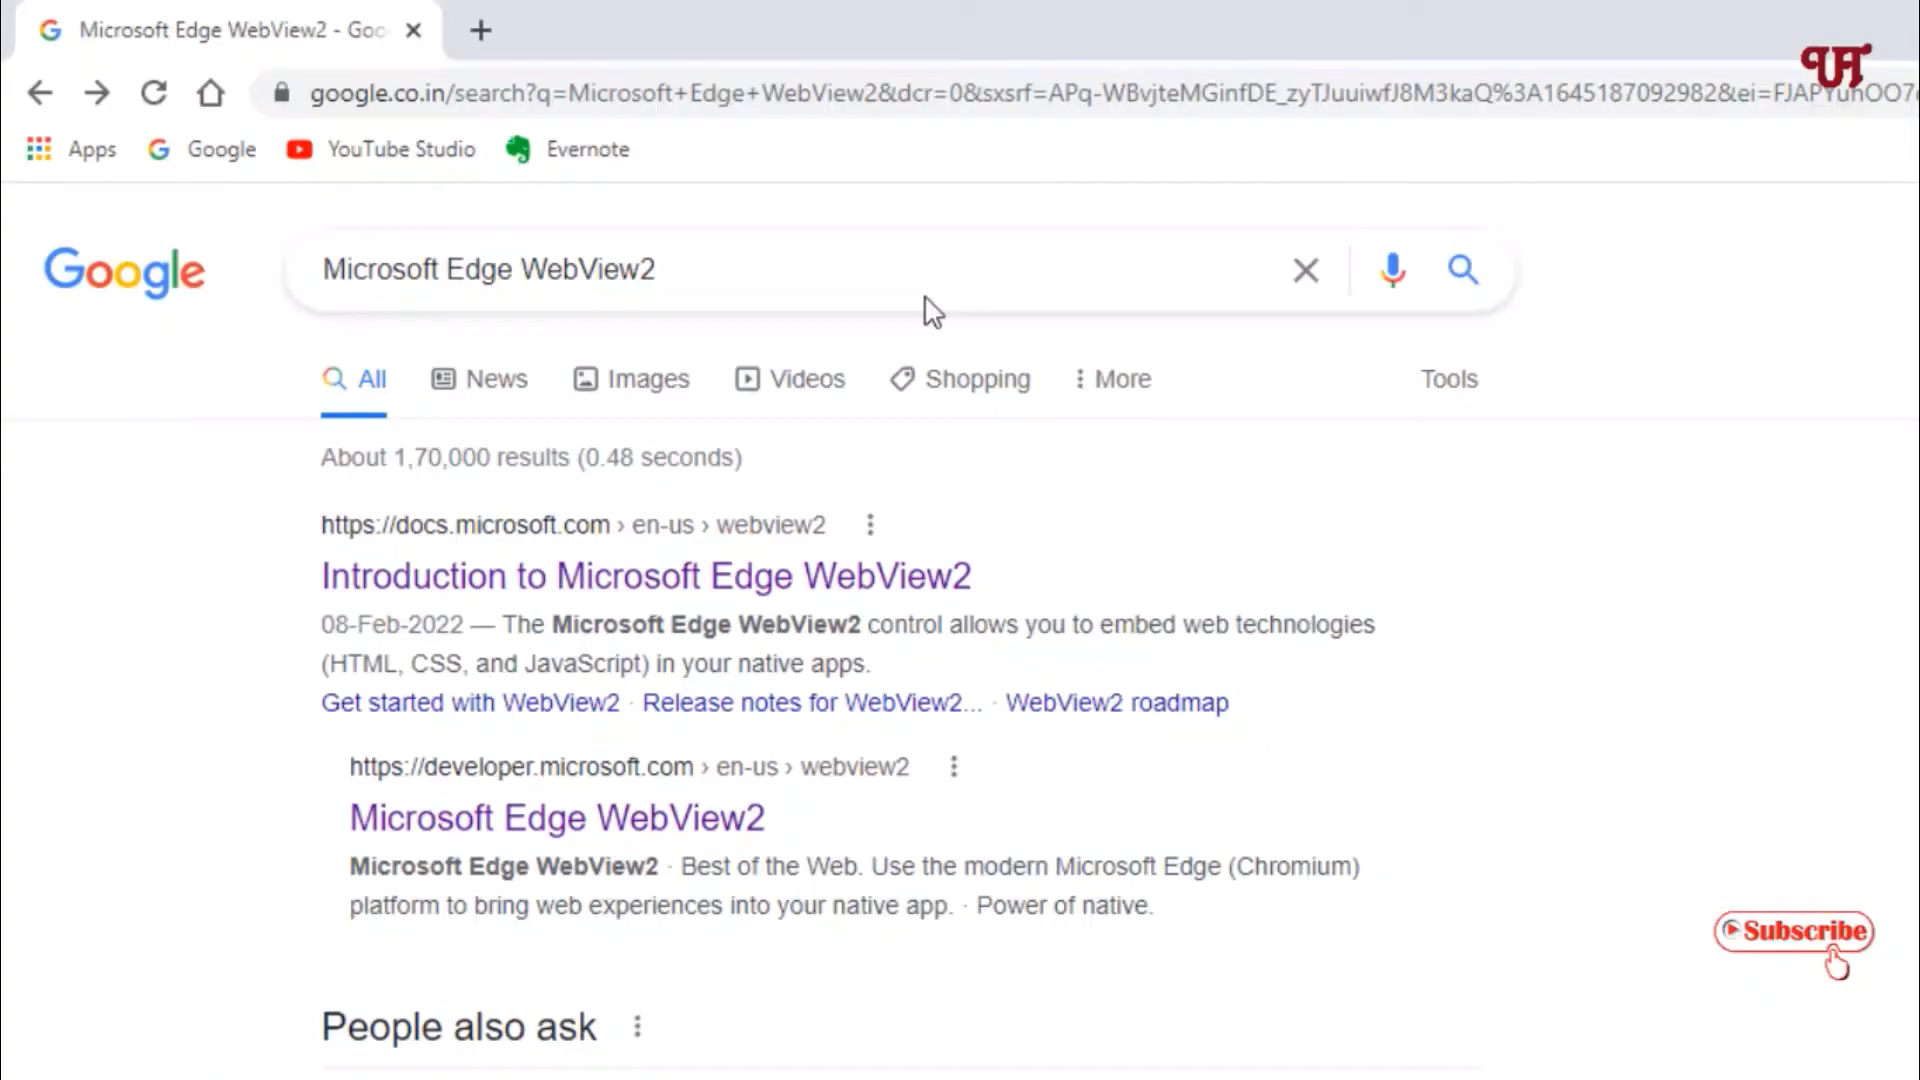 Microsoft Edge WebView2 - Goo
google.co.in/search?q=Microsoft+Edge+WebView2&dcr=0&sxsrf=APq-WBvjteMGinfDE_zyTJuuiwfJ8M3kaQ%3A1645187092982&ei=FJAPYuhOO7
UA
Apps Google YouTube Studio Evernote
Google
Microsoft Edge WebView2
All News Images Videos Shopping More Tools
About 1,70,000 results (0.48 seconds)
https://docs.microsoft.com › en-us › webview2
Introduction to Microsoft Edge WebView2
08-Feb-2022 — The Microsoft Edge WebView2 control allows you to embed web technologies
(HTML, CSS, and JavaScript) in your native apps.
Get started with WebView2 · Release notes for WebView2... · WebView2 roadmap
https://developer.microsoft.com › en-us › webview2
Microsoft Edge WebView2
Microsoft Edge WebView2 · Best of the Web. Use the modern Microsoft Edge (Chromium)
platform to bring web experiences into your native app. · Power of native.
Subscribe
People also ask